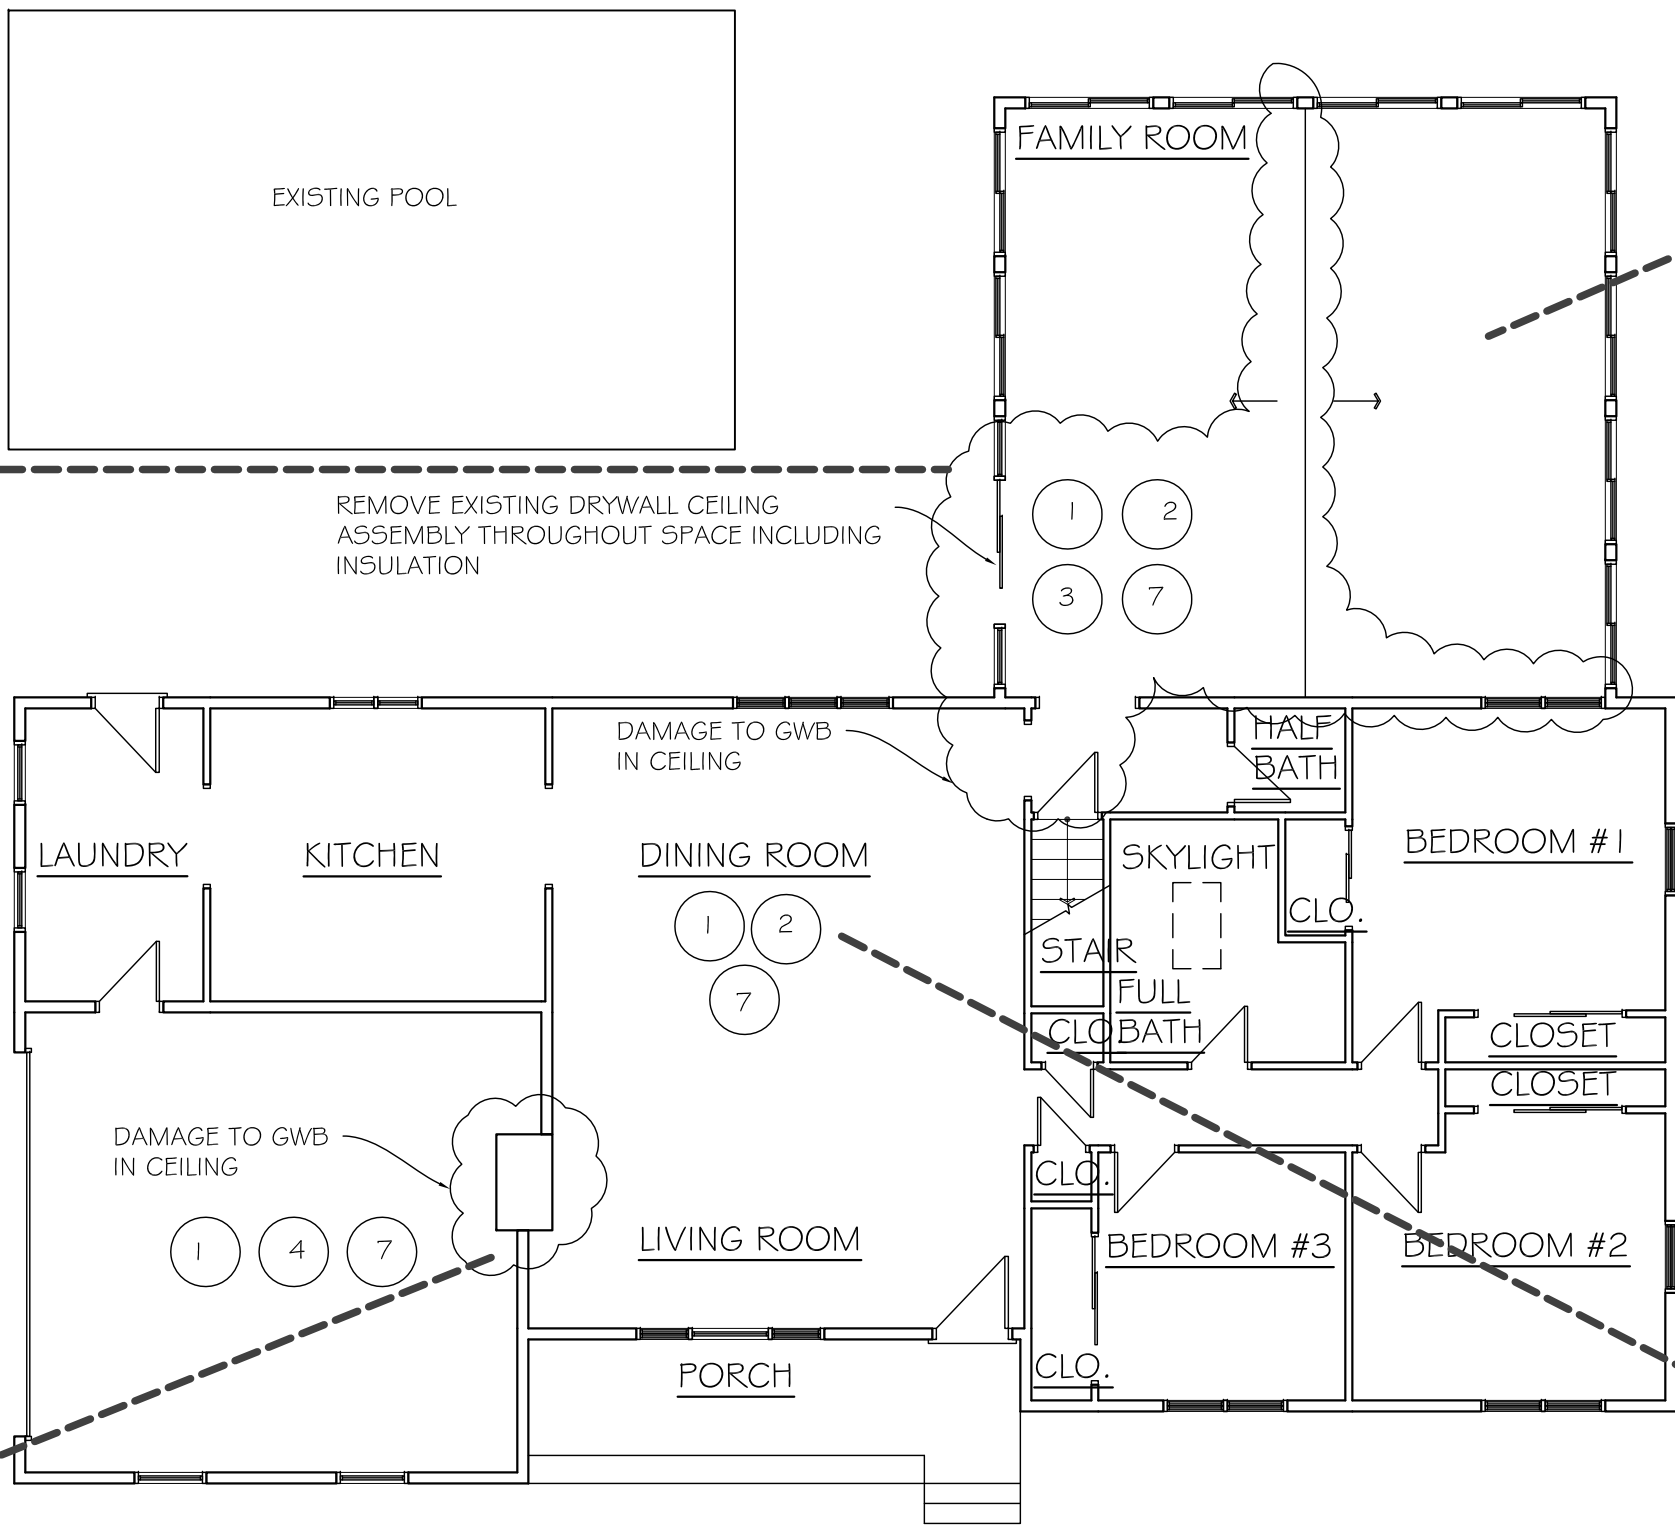 EXISTING POOL
FAMILY ROOM
REMOVE EXISTING DRYWALL CEILING
ASSEMBLY THROUGHOUT SPACE INCLUDING
INSULATION
1 2
3 7
DAMAGE TO GWB
IN CEILING
HALF
BATH
LAUNDRY
KITCHEN
DINING ROOM
1 2
7
SKYLIGHT
BEDROOM #1
CLO.
STAIR
FULL
BATH
CLO.
CLOSET
CLOSET
DAMAGE TO GWB
IN CEILING
1 4 7
CLO.
LIVING ROOM
BEDROOM #3
BEDROOM #2
PORCH
CLO.